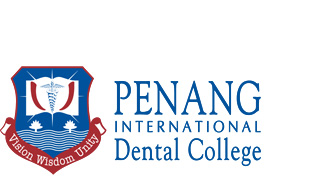 PENANG
INTERNATIONAL
Dental College
Vision Wisdom Unity